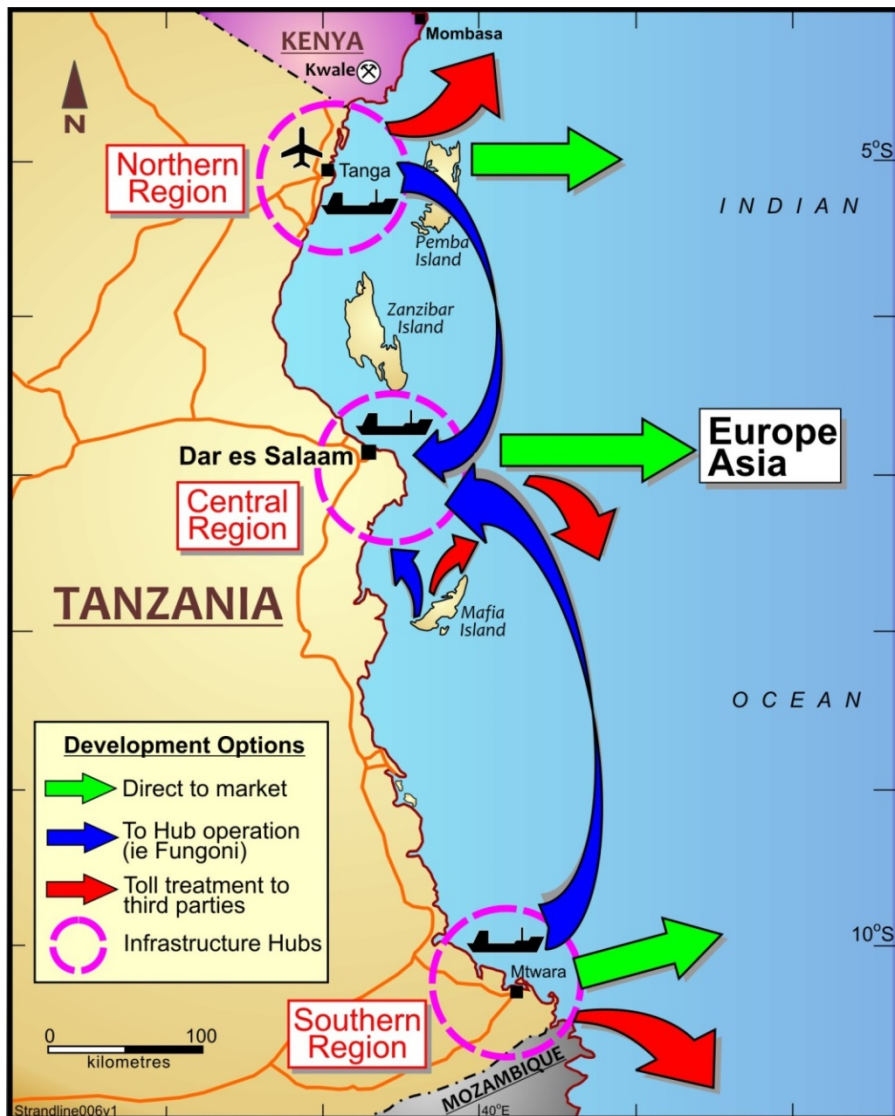 KENYA
Mombasa
Kwale
N
Northern
Region
Tanga
5°S
INDIAN
Pemba
Island
Zanzibar
Island
Dar es Salaam
Europe
Asia
Central
Region
TANZANIA
Mafia
Island
OCEAN
Development Options
Direct to market
To Hub operation
(ie Fungoni)
Toll treatment to
third parties
Infrastructure Hubs
10°S
Mtwara
Southern
Region
0 100
kilometres
MOZAMBIQUE
Strandline006v1
40°E